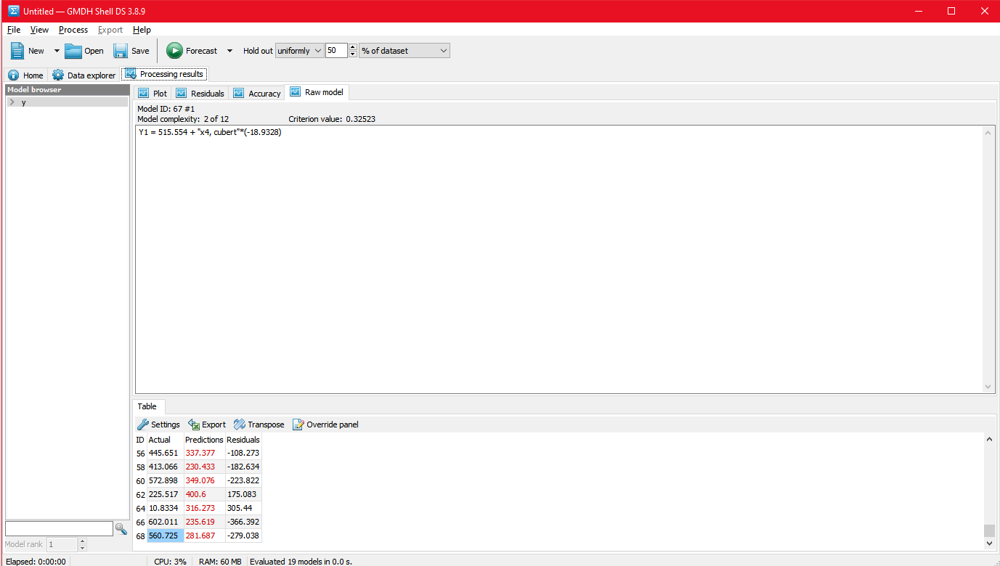 Untitled — GMDH Shell DS 3.8.9
File View Process Export Help
New Open Save Forecast Hold out uniformly 50 % of dataset
Home Data explorer Processing results
Model browser
y
Plot Residuals Accuracy Raw model
Model ID: 67 #1
Model complexity: 2 of 12 Criterion value: 0.32523
Y1 = 515.554 + "x4, cubert"*(-18.9328)
Table
Settings Export Transpose Override panel
ID Actual Predictions Residuals
56 445.651 337.377 -108.273
58 413.066 230.433 -182.634
60 572.898 349.076 -223.822
62 225.517 400.6 175.083
64 10.8334 316.273 305.44
66 602.011 235.619 -366.392
68 560.725 281.687 -279.038
Model rank 1
Elapsed: 0:00:00 CPU: 3% RAM: 60 MB Evaluated 19 models in 0.0 s.